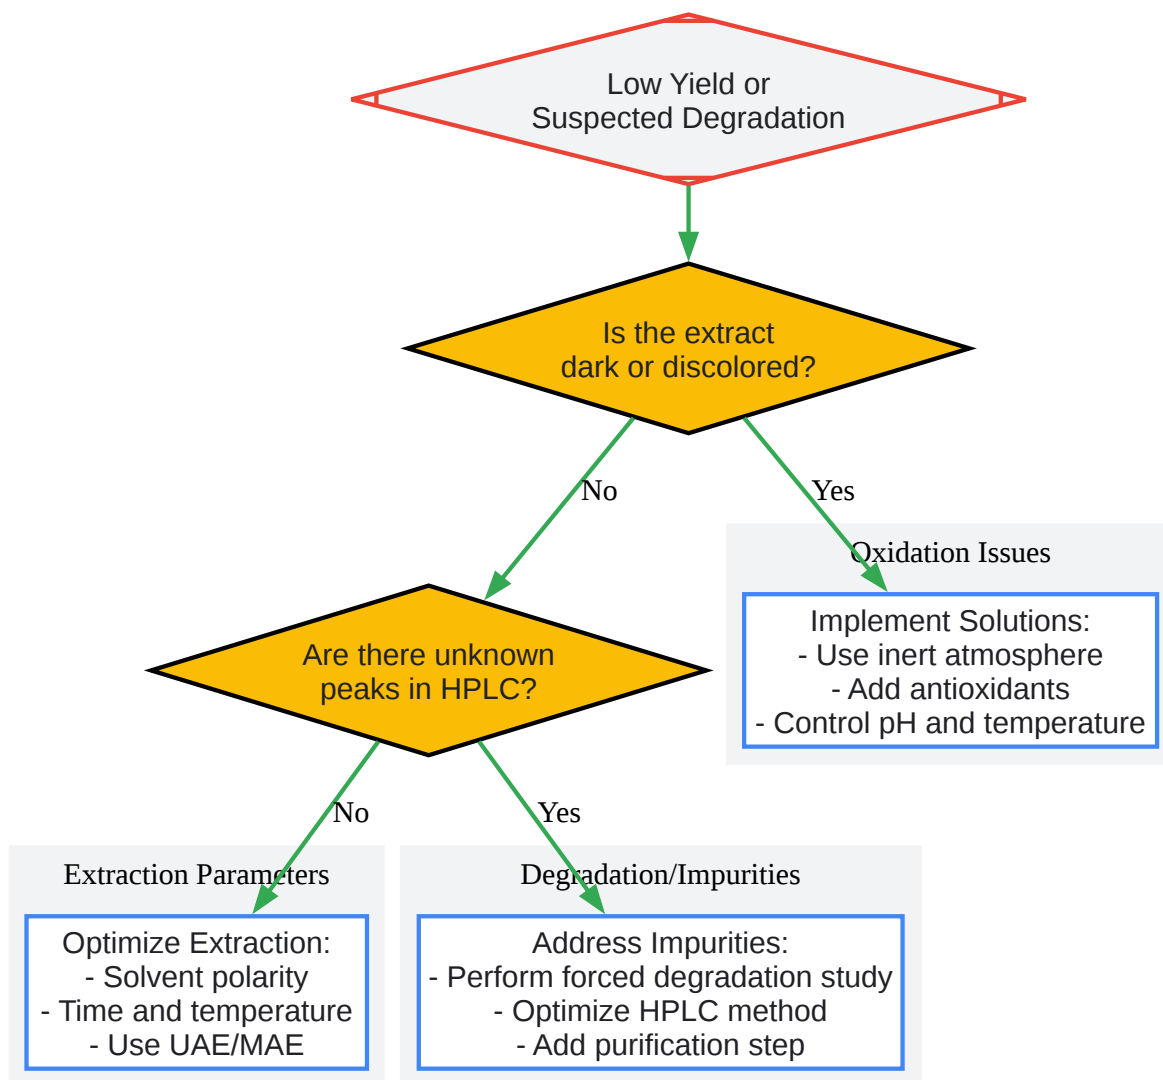 Low Yield or
Suspected Degradation
Is the extract
dark or discolored?
No
Yes
Oxidation Issues
Implement Solutions:
- Use inert atmosphere
- Add antioxidants
- Control pH and temperature
Are there unknown
peaks in HPLC?
No
Yes
Extraction Parameters
Optimize Extraction:
- Solvent polarity
- Time and temperature
- Use UAE/MAE
Degradation/Impurities
Address Impurities:
- Perform forced degradation study
- Optimize HPLC method
- Add purification step